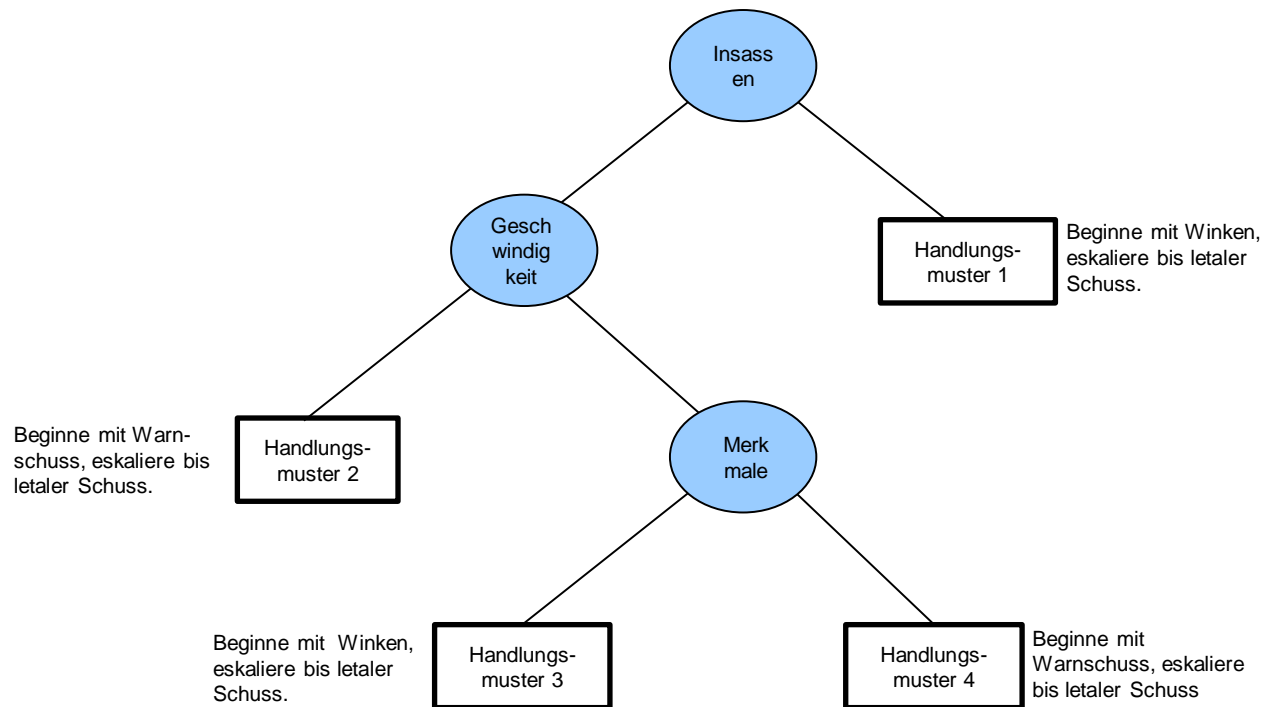 Insass
en
Gesch
windig
keit
Handlungs-
muster 1
Beginne mit Winken,
eskaliere bis letaler
Schuss.
Beginne mit Warn-
schuss, eskaliere bis
letaler Schuss.
Handlungs-
muster 2
Merk
male
Beginne mit Winken,
eskaliere bis letaler
Schuss.
Handlungs-
muster 3
Handlungs-
muster 4
Beginne mit
Warnschuss, eskaliere
bis letaler Schuss